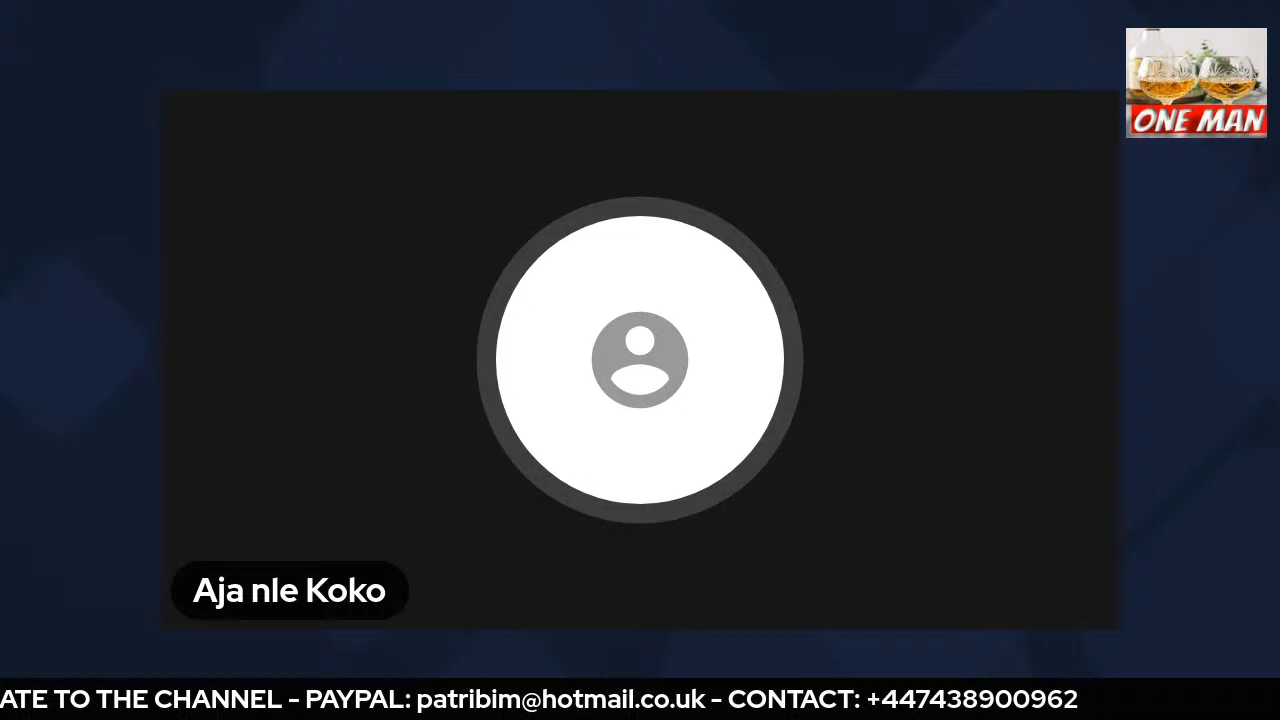 ONE MAN
Aja nle Koko
ATE TO THE CHANNEL - PAYPAL: patribim@hotmail.co.uk - CONTACT: +447438900962